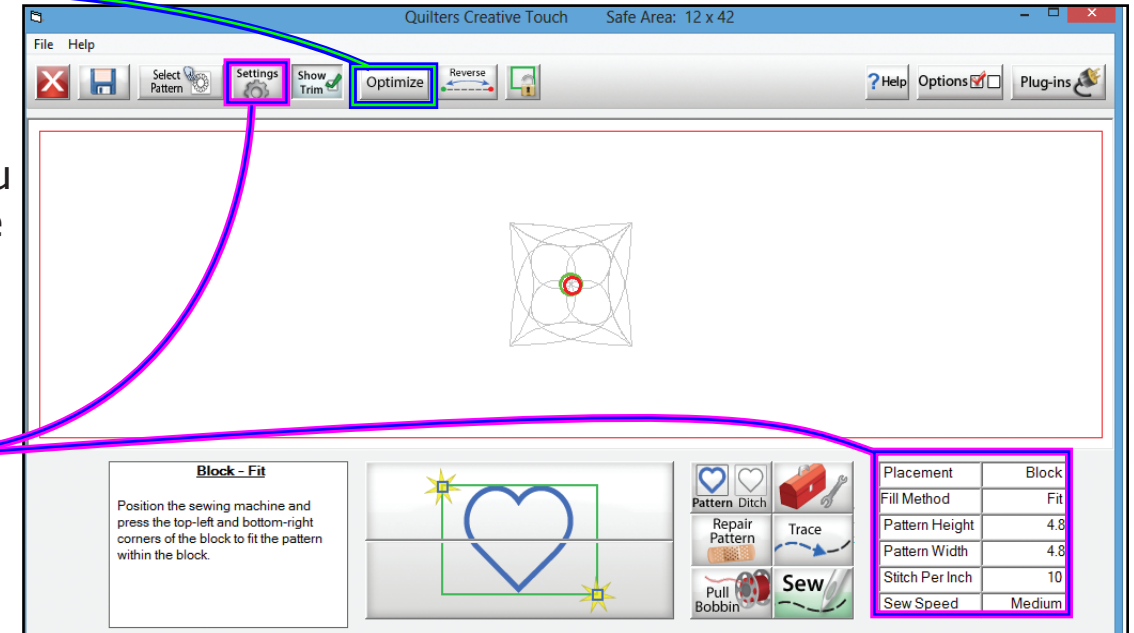 Quilters Creative Touch Safe Area: 12 x 42
File Help
Select
Pattern
Settings
Show
Trim
Optimize
Reverse
? Help
Options
Plug-ins
Block - Fit
Position the sewing machine and
press the top-left and bottom-right
corners of the block to fit the pattern
within the block.
Pattern Ditch
Repair
Pattern
Trace
Pull
Bobbin
Sew
Placement Block
Fill Method Fit
Pattern Height 4.8
Pattern Width 4.8
Stitch Per Inch 10
Sew Speed Medium